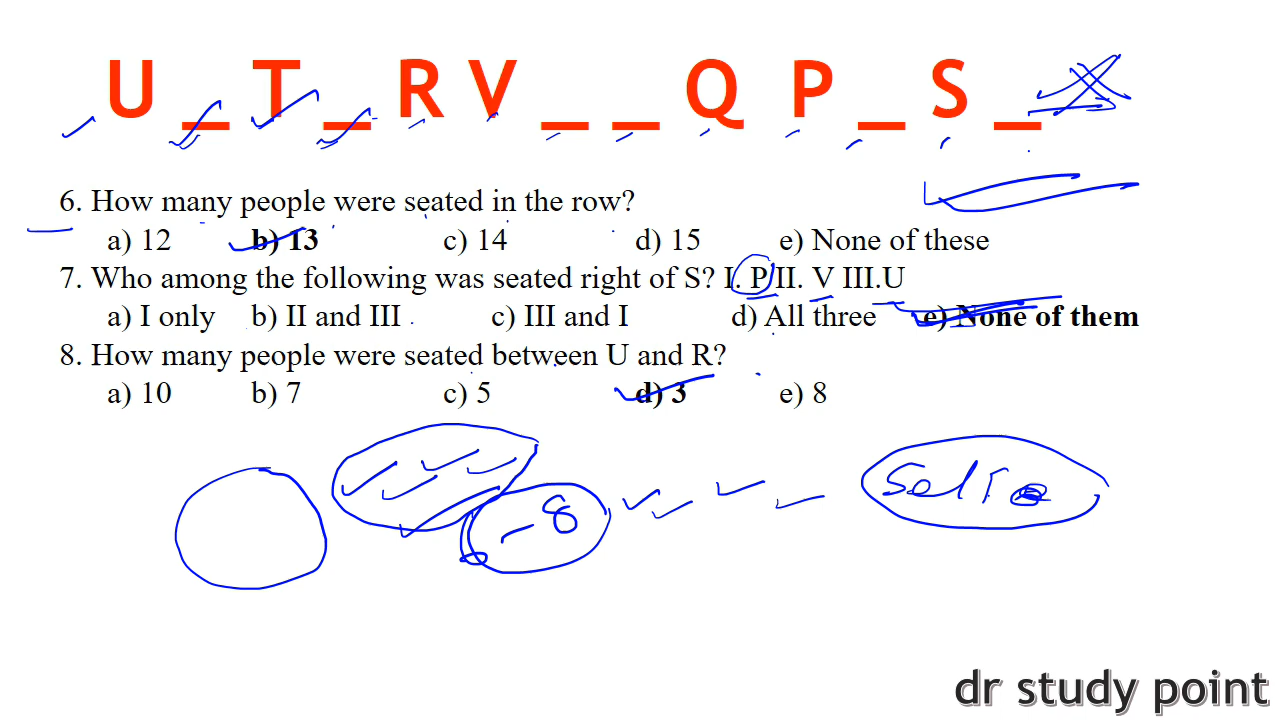 U _ T _ R V _ _ Q P _ S _
6. How many people were seated in the row?
a) 12 b) 13 c) 14 d) 15 e) None of these
7. Who among the following was seated right of S? I. P II. V III.U
a) I only b) II and III c) III and I d) All three e) None of them
8. How many people were seated between U and R?
a) 10 b) 7 c) 5 d) 3 e) 8
6 - 8
dr study point